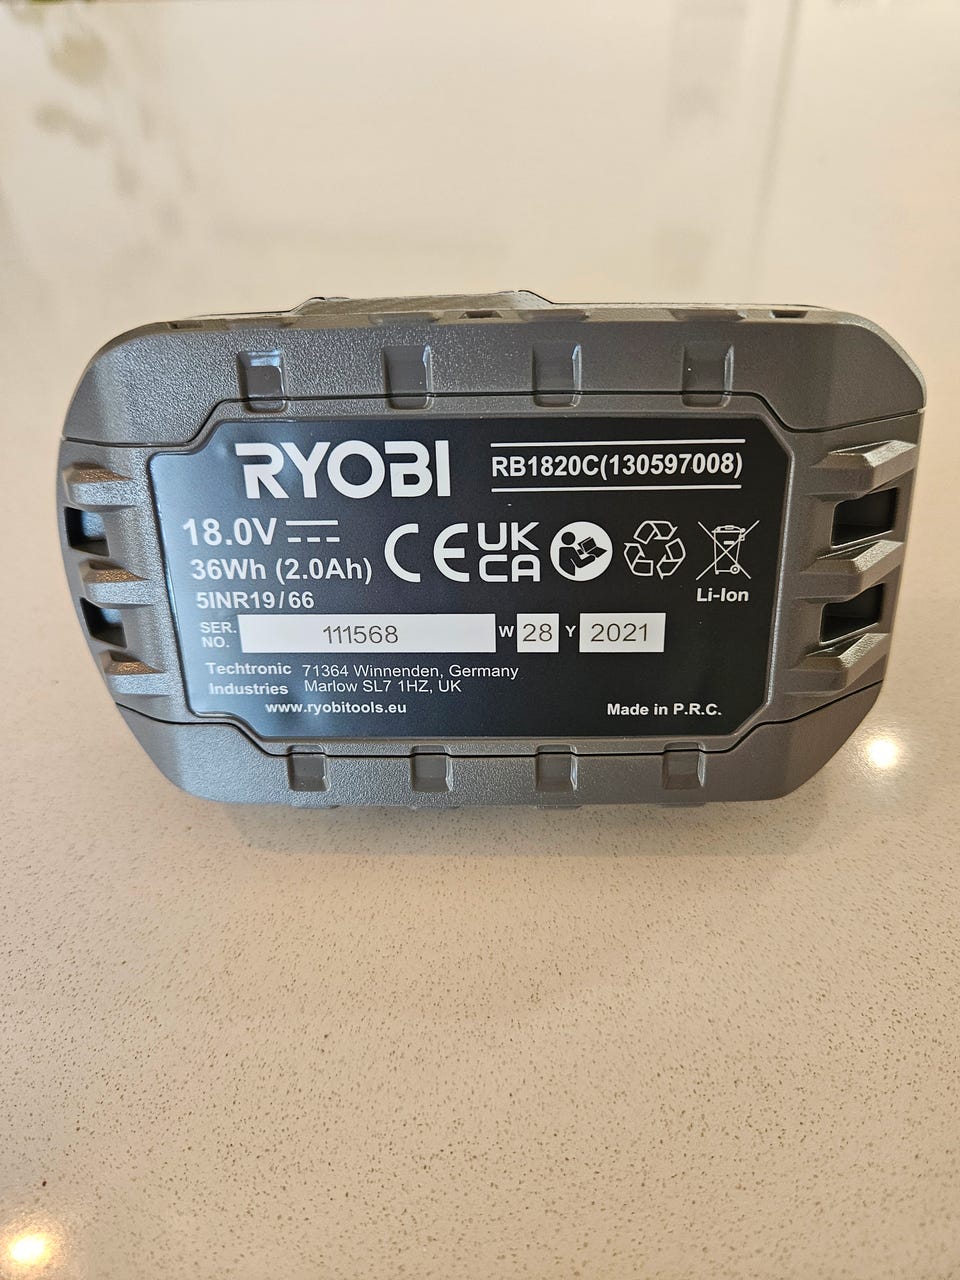 RYOBI
RB1820C(130597008)
18.0V
36Wh (2.0Ah)
CE UK CA
5INR19/66
Li-Ion
SER. NO. 111568 W 28 Y 2021
Techtronic Industries
71364 Winnenden, Germany
Marlow SL7 1HZ, UK
www.ryobitools.eu
Made in P.R.C.